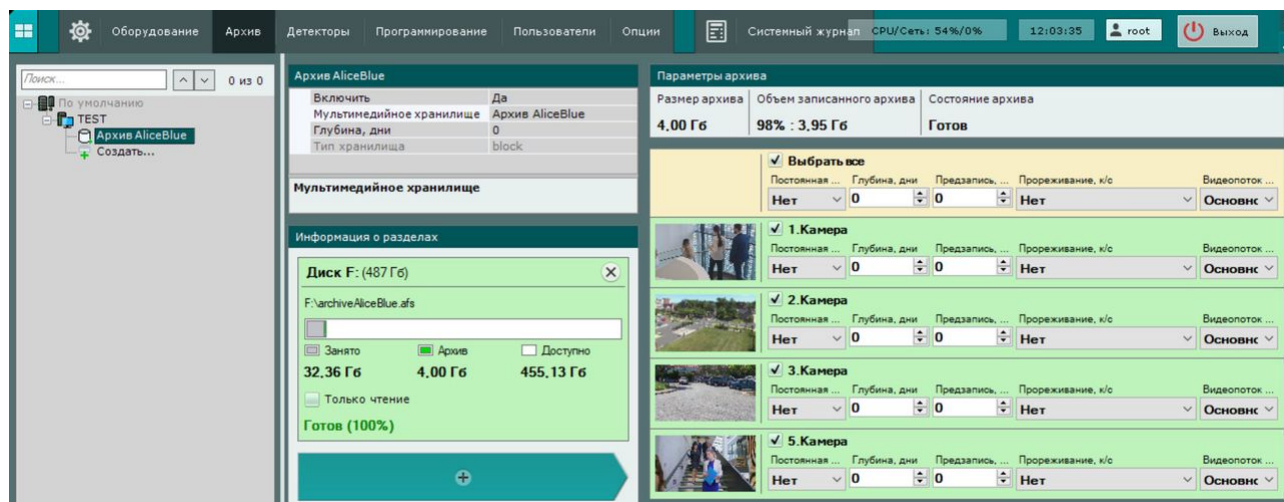 Оборудование Архив Детекторы Программирование Пользователи Опции Системный журнал CPU/Сеть: 54%/0% 12:03:35 root Выход
Поиск... 0 из 0
По умолчанию
TEST
Архив AliceBlue
Создать...
Архив AliceBlue
Включить Да
Мультимедийное хранилище Архив AliceBlue
Глубина, дни 0
Тип хранилища block
Мультимедийное хранилище
Информация о разделах
Диск F: (487 Гб)
F:\archiveAliceBlue.afs
Занято Архив Доступно
32,36 Гб 4,00 Гб 455,13 Гб
Только чтение
Готов (100%)
Параметры архива
Размер архива Объем записанного архива Состояние архива
4,00 Гб 98% : 3,95 Гб Готов
Выбрать все
Постоянная ... Глубина, дни Предзапись, ... Прореживание, к/с Видеопоток ...
Нет 0 0 Нет Основнс
1.Камера
Постоянная ... Глубина, дни Предзапись, ... Прореживание, к/с Видеопоток ...
Нет 0 0 Нет Основнс
2.Камера
Постоянная ... Глубина, дни Предзапись, ... Прореживание, к/с Видеопоток ...
Нет 0 0 Нет Основнс
3.Камера
Постоянная ... Глубина, дни Предзапись, ... Прореживание, к/с Видеопоток ...
Нет 0 0 Нет Основнс
5.Камера
Постоянная ... Глубина, дни Предзапись, ... Прореживание, к/с Видеопоток ...
Нет 0 0 Нет Основнс